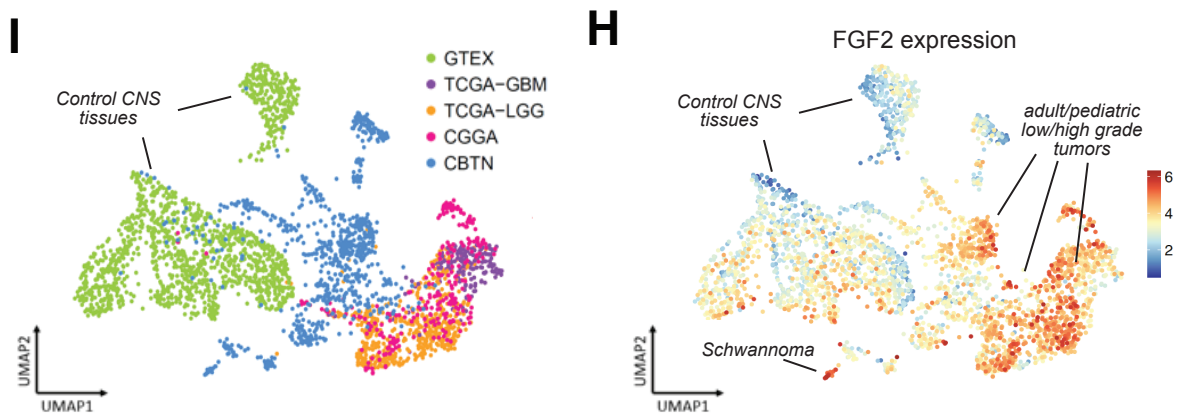 I
GTEX
TCGA−GBM
TCGA−LGG
CGGA
CBTN
Control CNS
tissues
UMAP2
UMAP1
H
FGF2 expression
Control CNS
tissues
adult/pediatric
low/high grade
tumors
6
4
2
Schwannoma
UMAP2
UMAP1